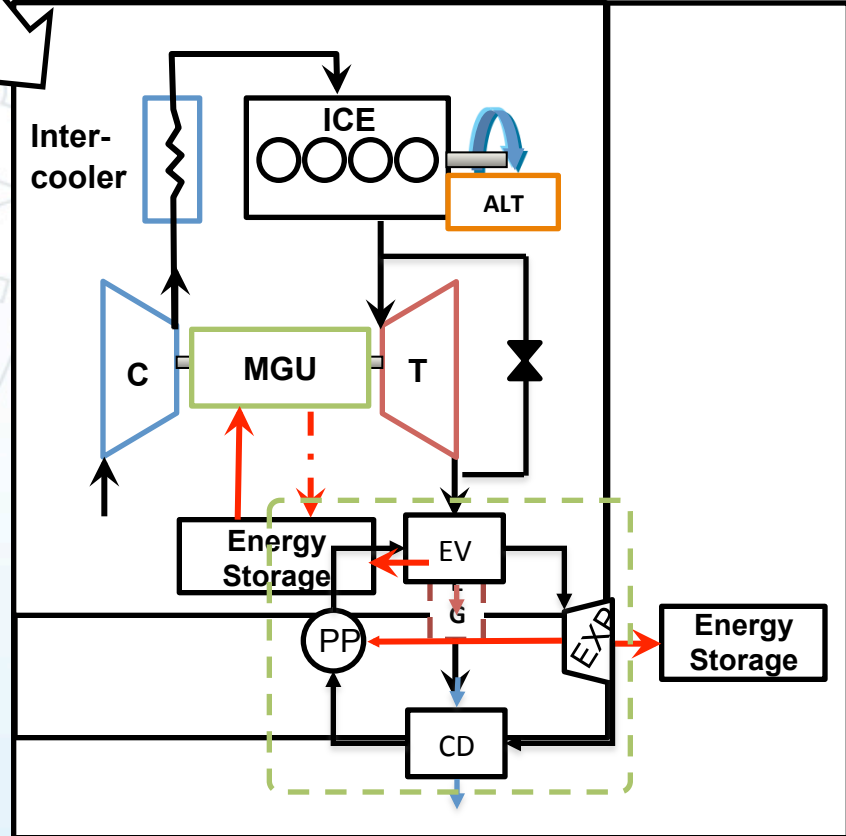 ICE
Inter-
cooler
ALT
C
MGU
T
Energy
Storage
EV
G
PP
EXP
Energy
Storage
CD